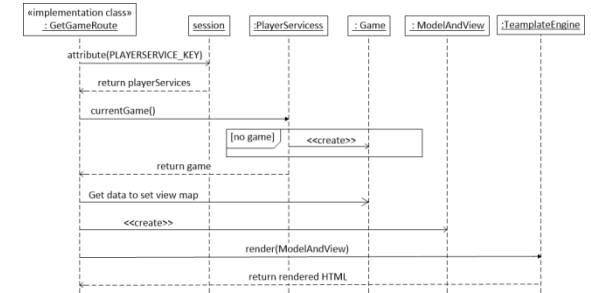 «implementation class»
: GetGameRoute
session
:PlayerServicess
: Game
: ModelAndView
:TeamplateEngine
attribute(PLAYERSERVICE_KEY)
return playerServices
currentGame()
[no game]
<<create>>
return game
Get data to set view map
<<create>>
render(ModelAndView)
return rendered HTML